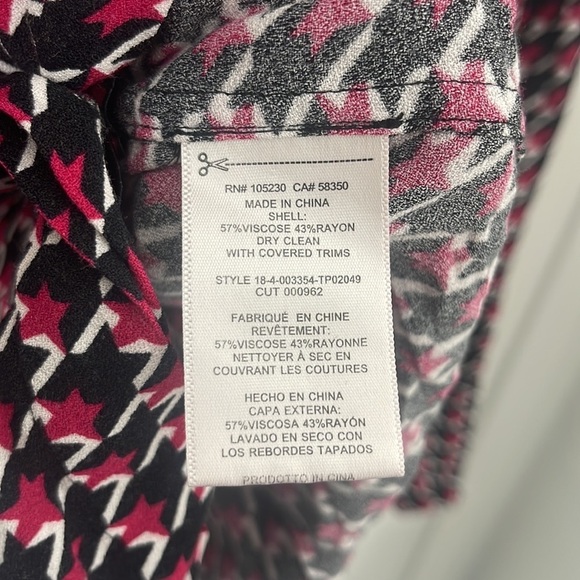 RN# 105230 CA# 58350
MADE IN CHINA
SHELL:
57%VISCOSE 43%RAYON
DRY CLEAN
WITH COVERED TRIMS
STYLE 18-4-003354-TP02049
CUT 000962
FABRIQUÉ EN CHINE
REVÊTEMENT:
57%VISCOSE 43%RAYONNE
NETTOYER À SEC EN
COUVRANT LES COUTURES
HECHO EN CHINA
CAPA EXTERNA:
57%VISCOSA 43%RAYÓN
LAVADO EN SECO CON
LOS REBORDES TAPADOS
PRODOTTO IN CINA